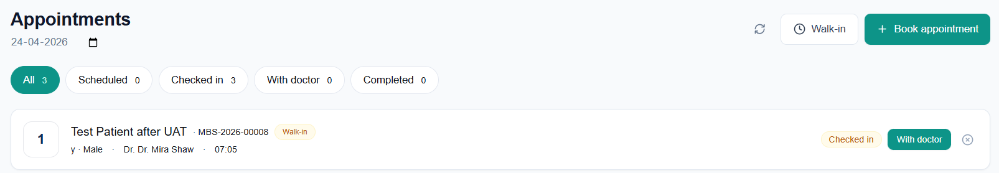 Appointments
24-04-2026
Walk-in
+ Book appointment
All 3
Scheduled 0
Checked in 3
With doctor 0
Completed 0
1
Test Patient after UAT · MBS-2026-00008 Walk-in
y · Male · Dr. Dr. Mira Shaw · 07:05
Checked in
With doctor